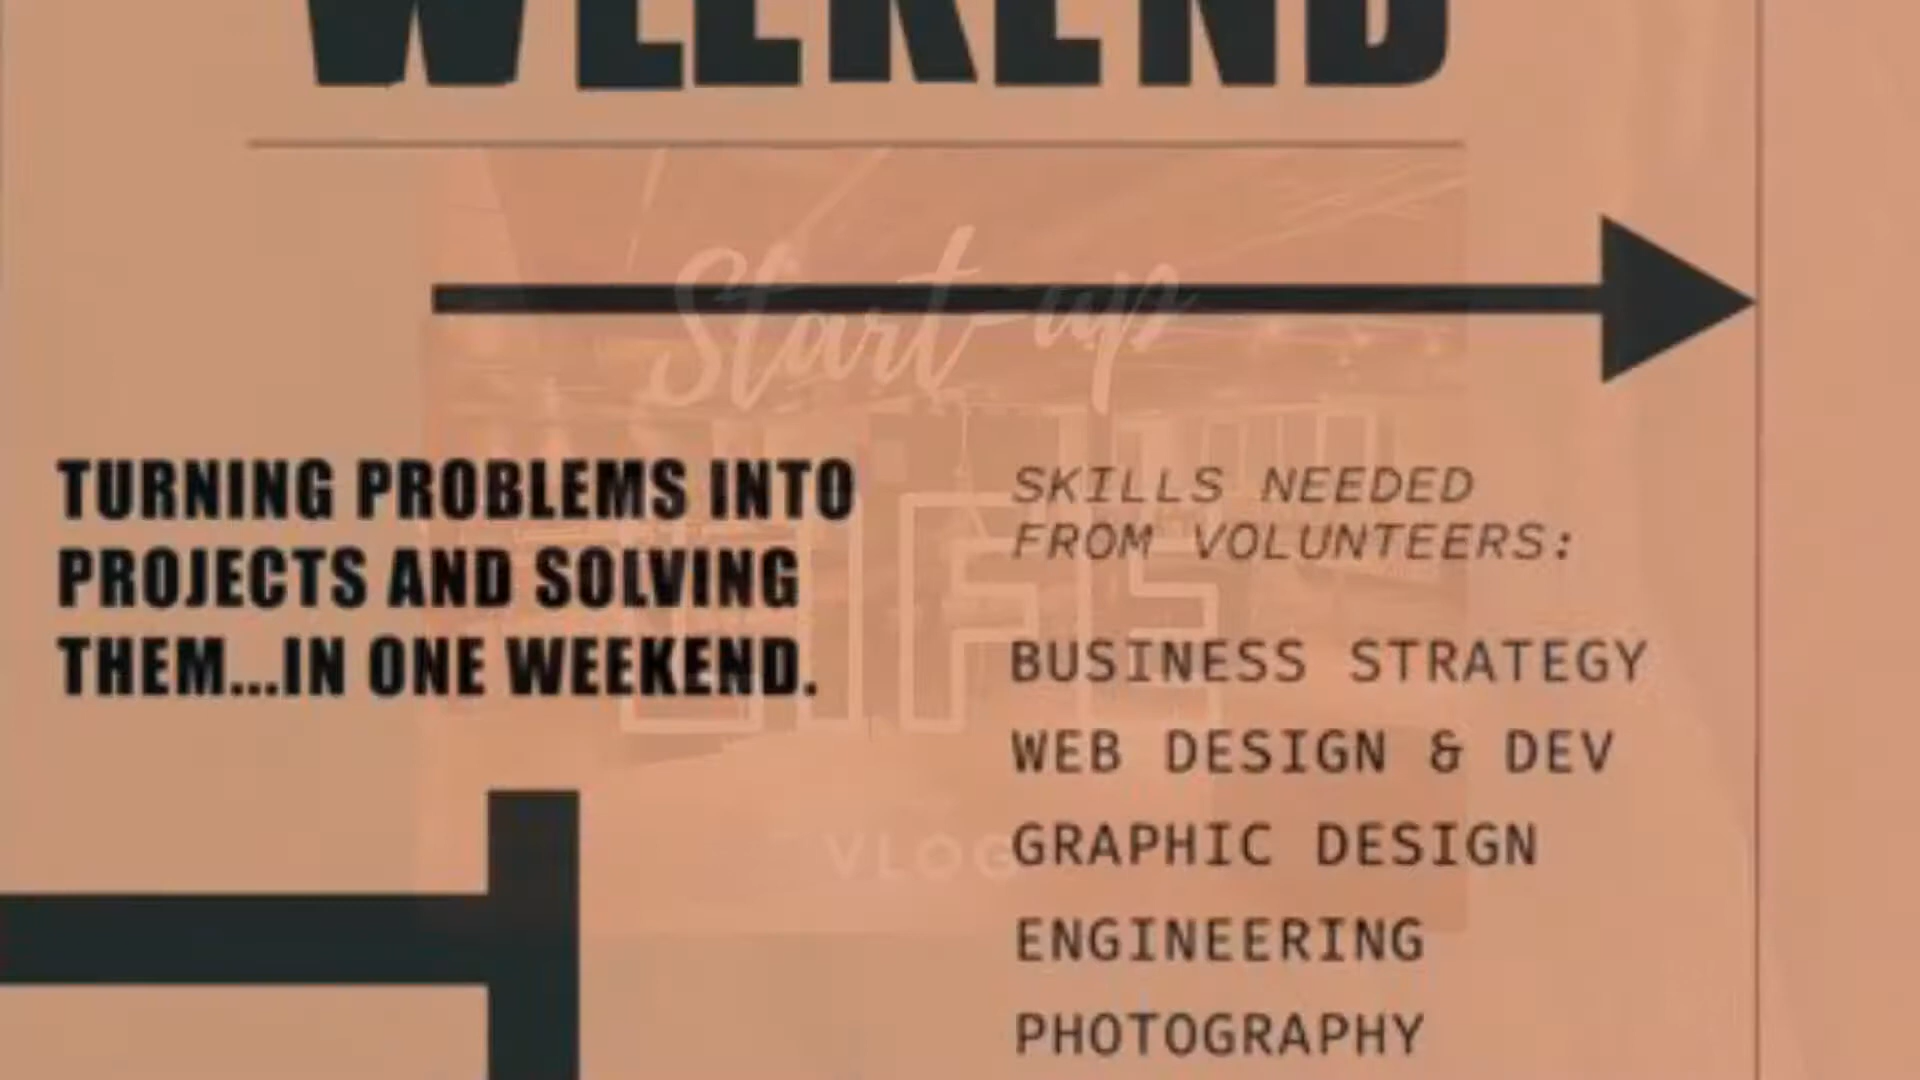 WEEKEND
Start-up
TURNING PROBLEMS INTO
PROJECTS AND SOLVING
THEM...IN ONE WEEKEND.
LIFE
VLOG
SKILLS NEEDED
FROM VOLUNTEERS:
BUSINESS STRATEGY
WEB DESIGN & DEV
GRAPHIC DESIGN
ENGINEERING
PHOTOGRAPHY